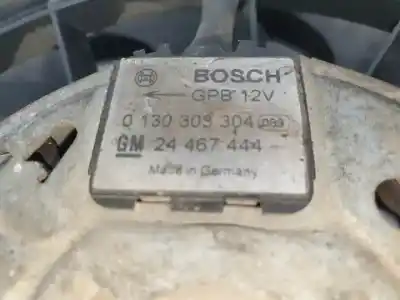 BOSCH
GPB 12V
0 130 303 304
GM 24 467 444
Made in Germany